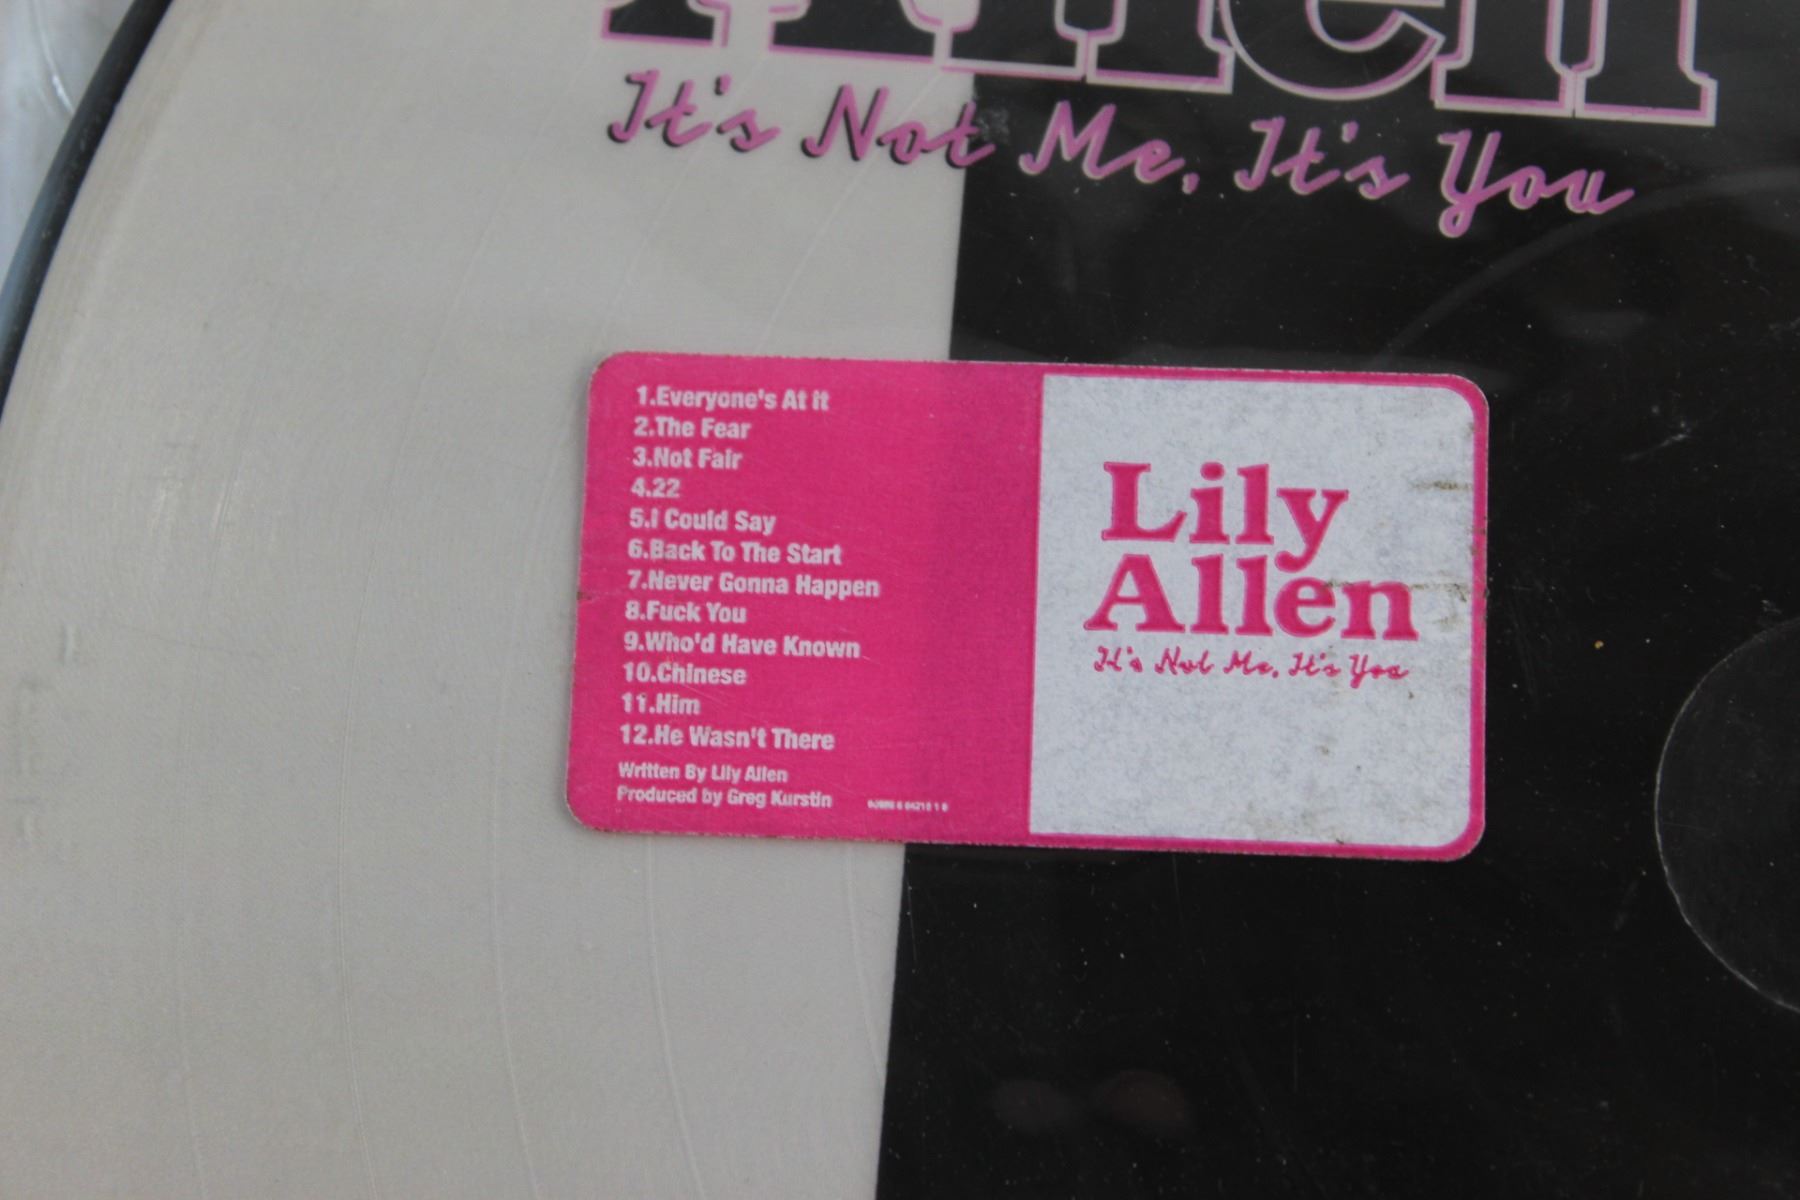 Allen
It's Not Me, It's You
1.Everyone's At it
2.The Fear
3.Not Fair
4.22
5.I Could Say
6.Back To The Start
7.Never Gonna Happen
8.Fuck You
9.Who'd Have Known
10.Chinese
11.Him
12.He Wasn't There
Written By Lily Allen
Produced by Greg Kurstin
Lily
Allen
It's Not Me, It's You